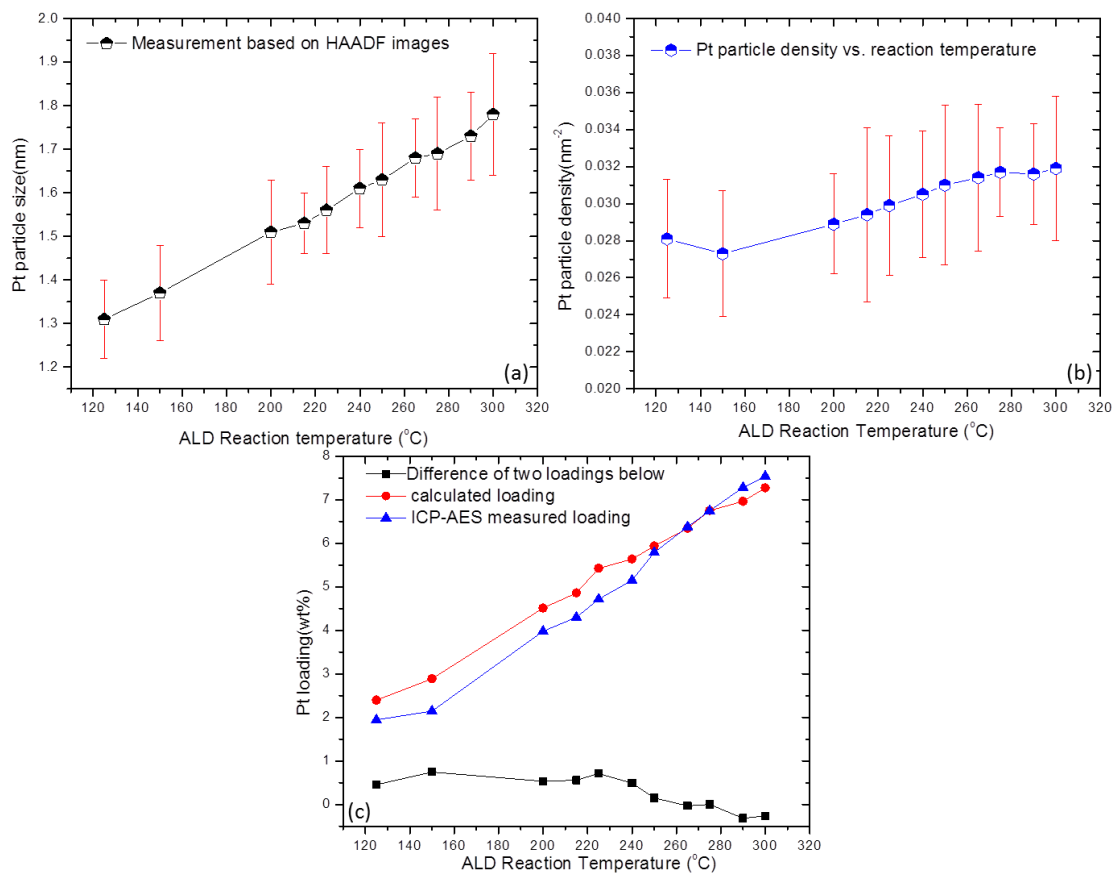 2.0
1.9
1.8
1.7
1.6
1.5
1.4
1.3
1.2
Pt particle size(nm)
Measurement based on HAADF images
(a)
120 140 160 180 200 220 240 260 280 300 320
ALD Reaction temperature (°C)
0.040
0.038
0.036
0.034
0.032
0.030
0.028
0.026
0.024
0.022
0.020
Pt particle density(nm⁻²)
Pt particle density vs. reaction temperature
(b)
120 140 160 180 200 220 240 260 280 300 320
ALD Reaction Temperature (°C)
8
7
6
5
4
3
2
1
0
Pt loading(wt%)
Difference of two loadings below
calculated loading
ICP-AES measured loading
(c)
120 140 160 180 200 220 240 260 280 300 320
ALD Reaction Temperature (°C)